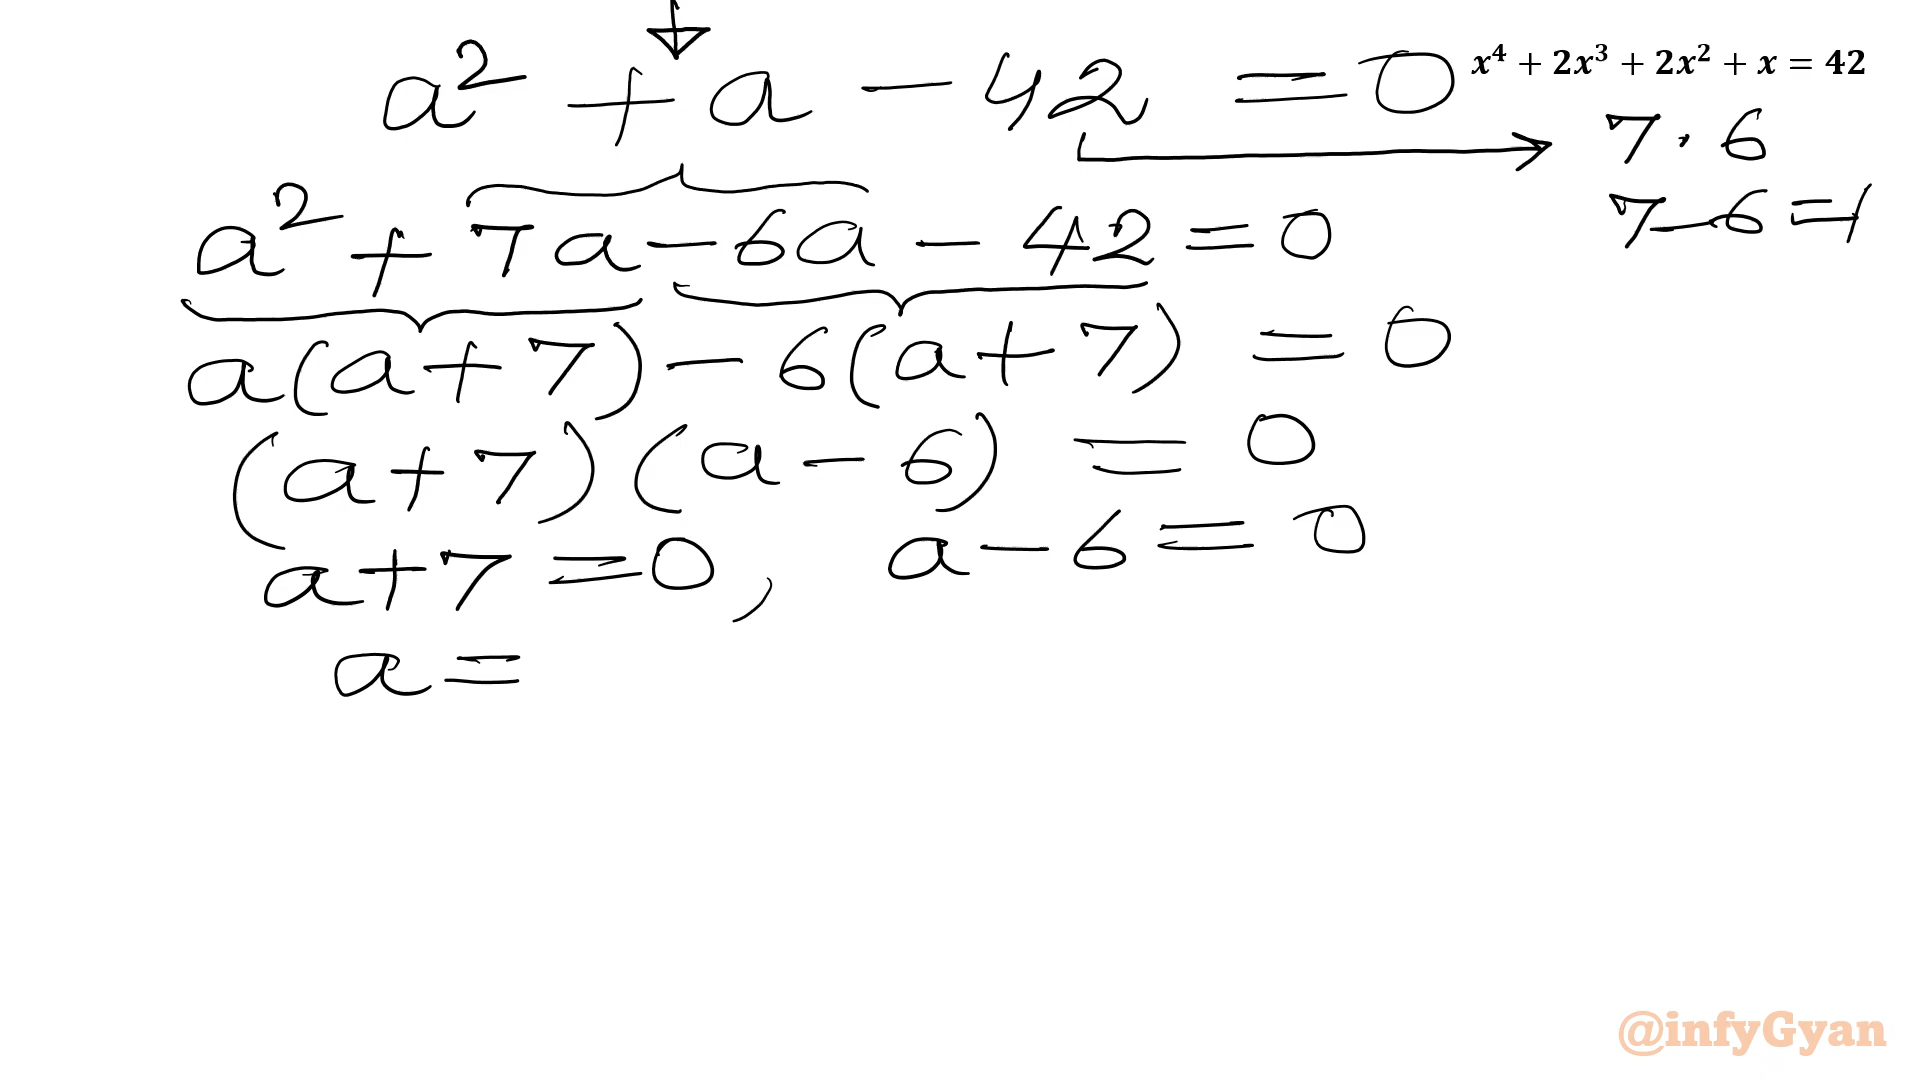 a² + a - 42 = 0
x⁴ + 2x³ + 2x² + x = 42
7 · 6
7 - 6 = 1
a² + 7a - 6a - 42 = 0
a(a + 7) - 6(a + 7) = 0
(a + 7)(a - 6) = 0
a + 7 = 0, a - 6 = 0
a =
@infyGyan